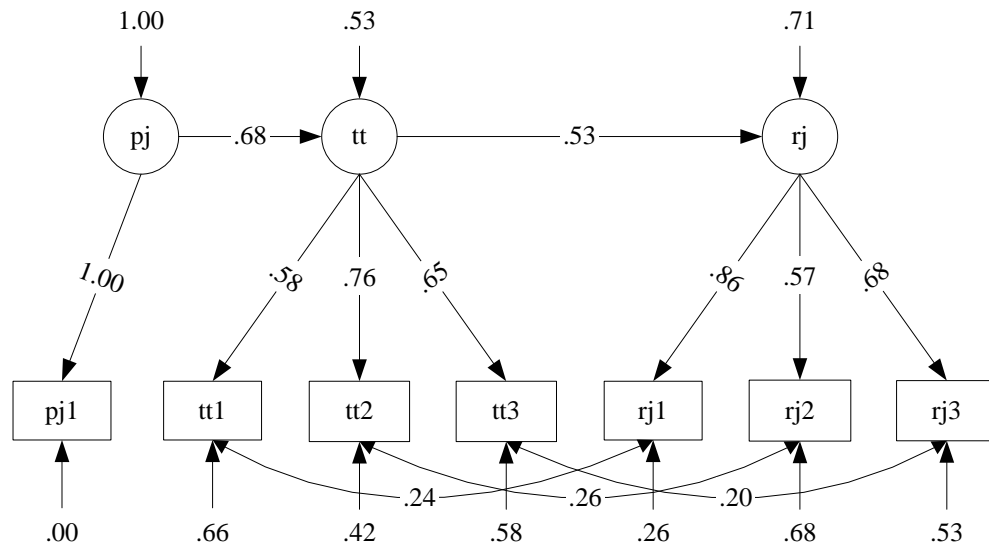 1.00 .53 .71
pj .68 tt .53 rj
1.00 .58 .76 .65 .86 .57 .68
pj1 tt1 tt2 tt3 rj1 rj2 rj3
.24 .26 .20
.00 .66 .42 .58 .26 .68 .53